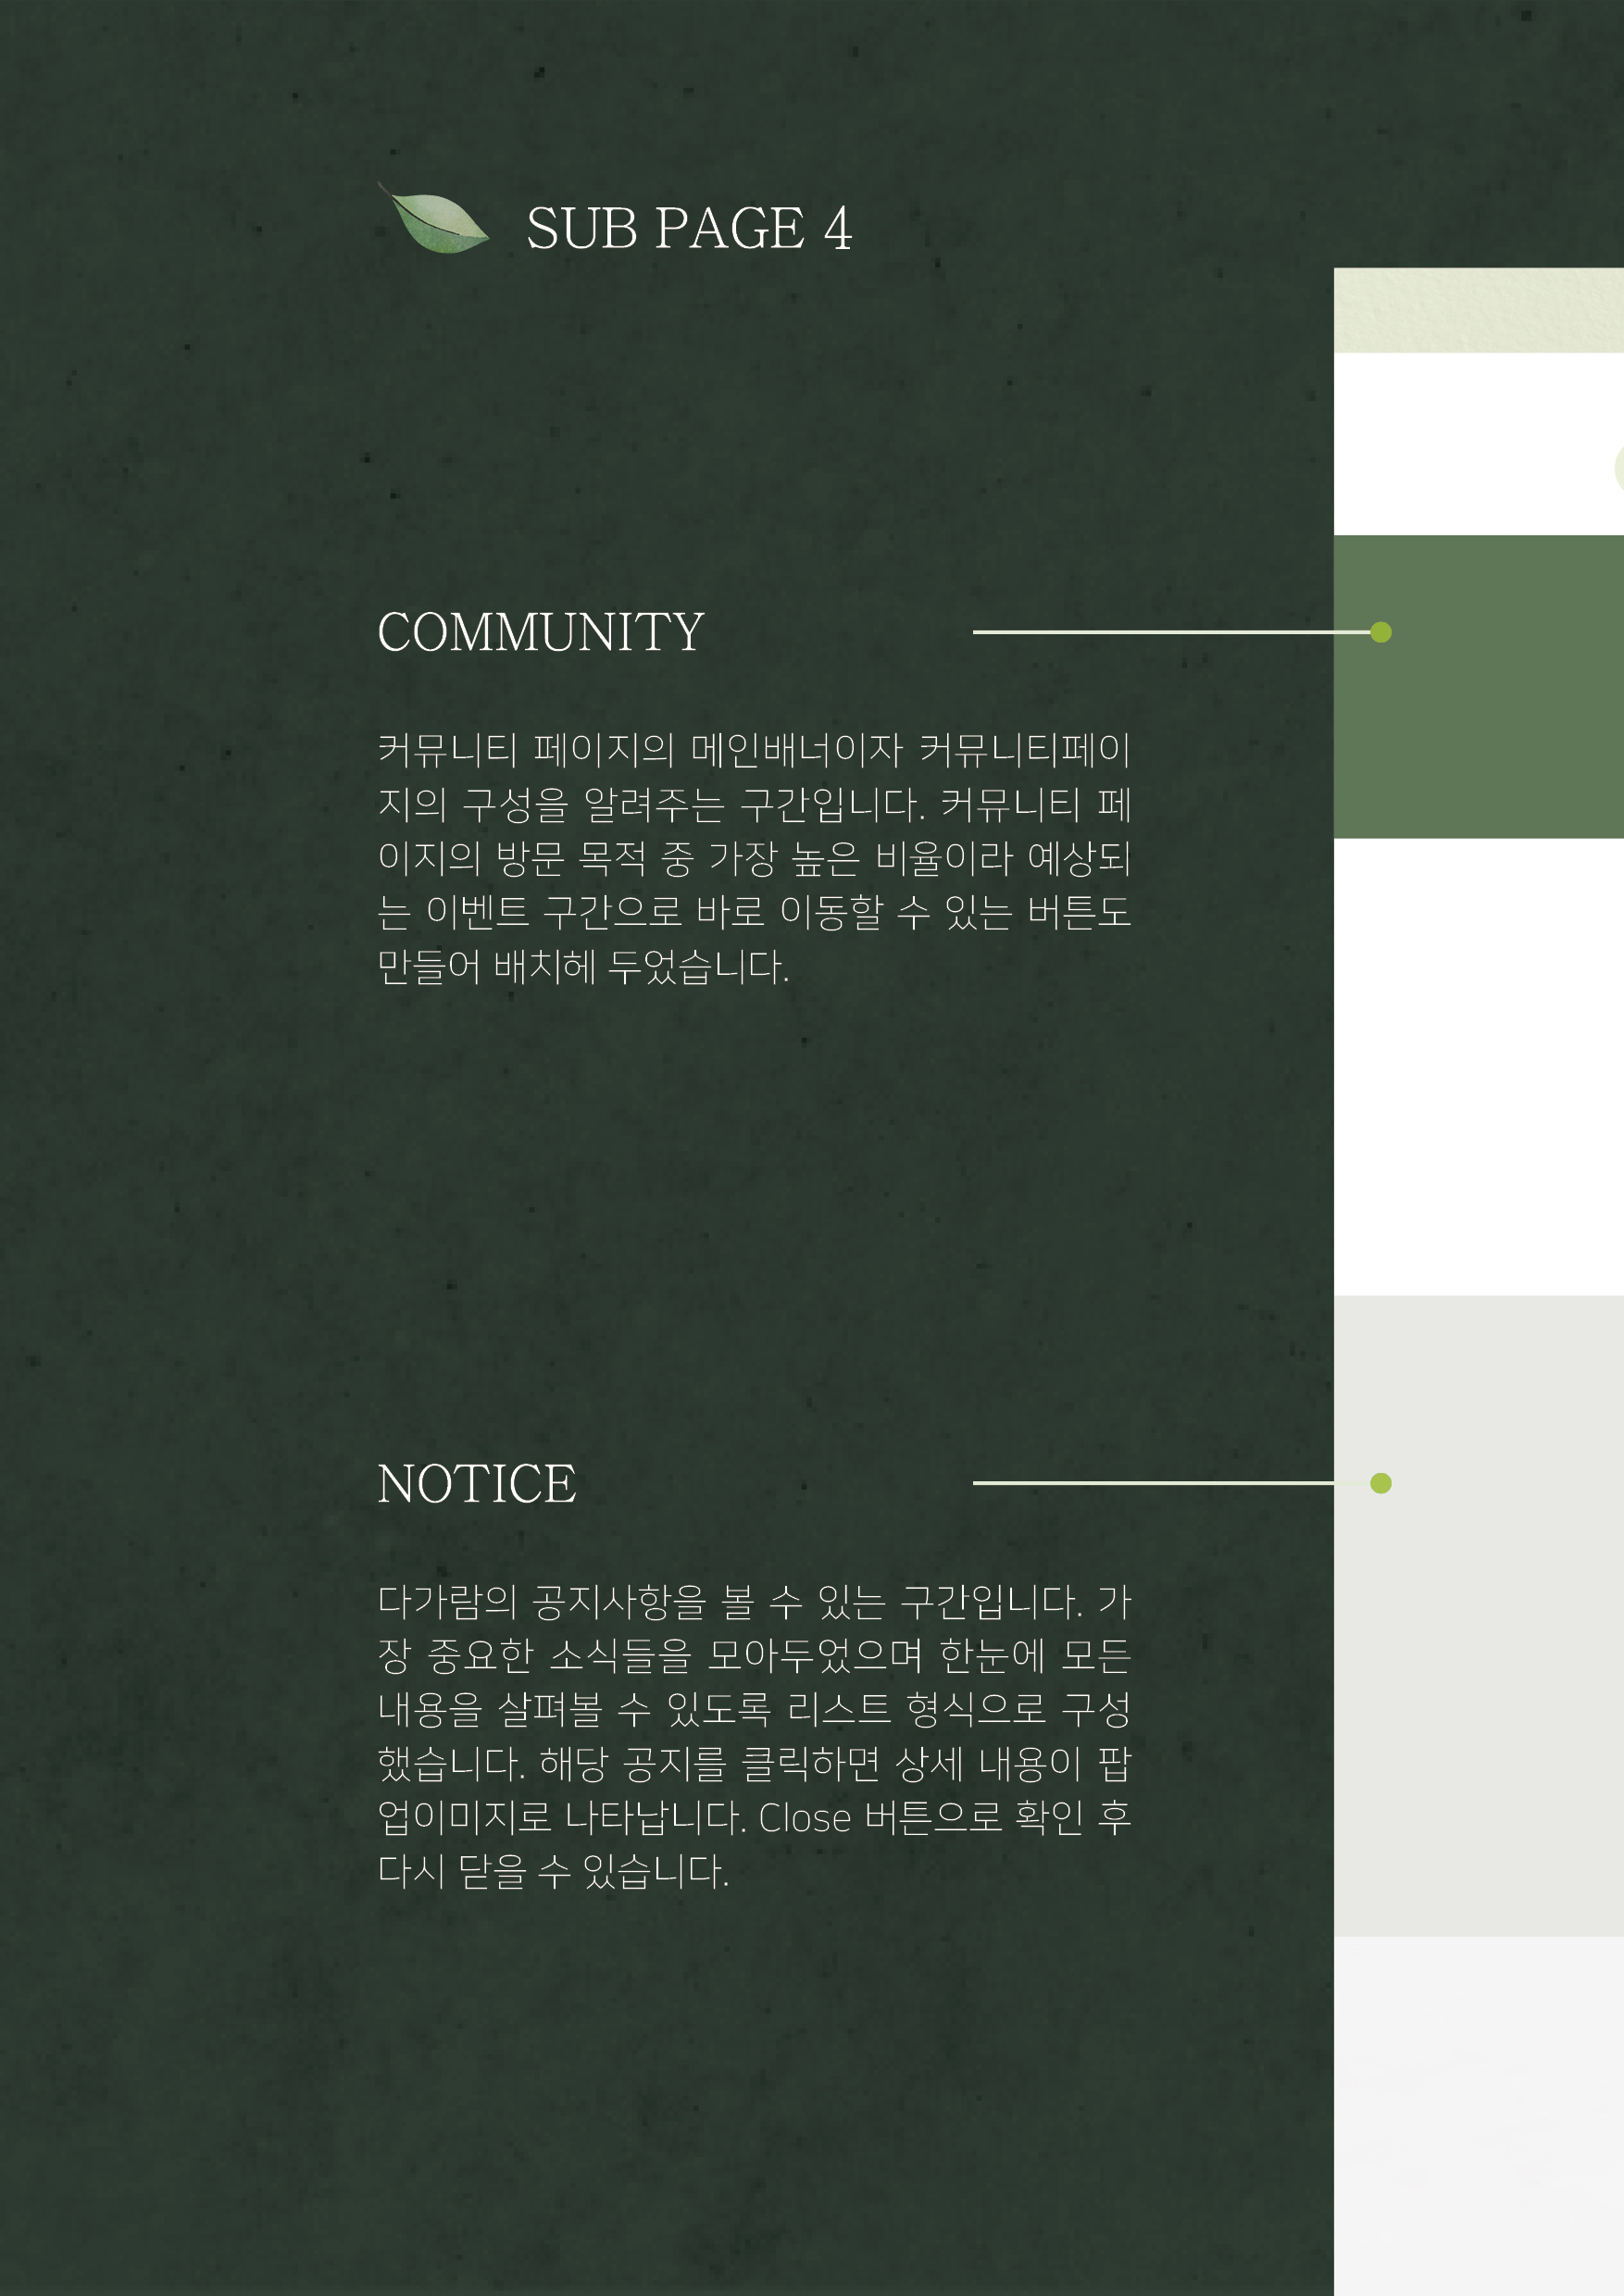 SUB PAGE 4
COMMUNITY
커뮤니티 페이지의 메인배너이자 커뮤니티페이
지의 구성을 알려주는 구간입니다. 커뮤니티 페
이지의 방문 목적 중 가장 높은 비율이라 예상되
는 이벤트 구간으로 바로 이동할 수 있는 버튼도
만들어 배치헤 두었습니다.
NOTICE
다가람의 공지사항을 볼 수 있는 구간입니다. 가
장 중요한 소식들을 모아두었으며 한눈에 모든
내용을 살펴볼 수 있도록 리스트 형식으로 구성
했습니다. 해당 공지를 클릭하면 상세 내용이 팝
업이미지로 나타납니다. Close 버튼으로 확인 후
다시 닫을 수 있습니다.